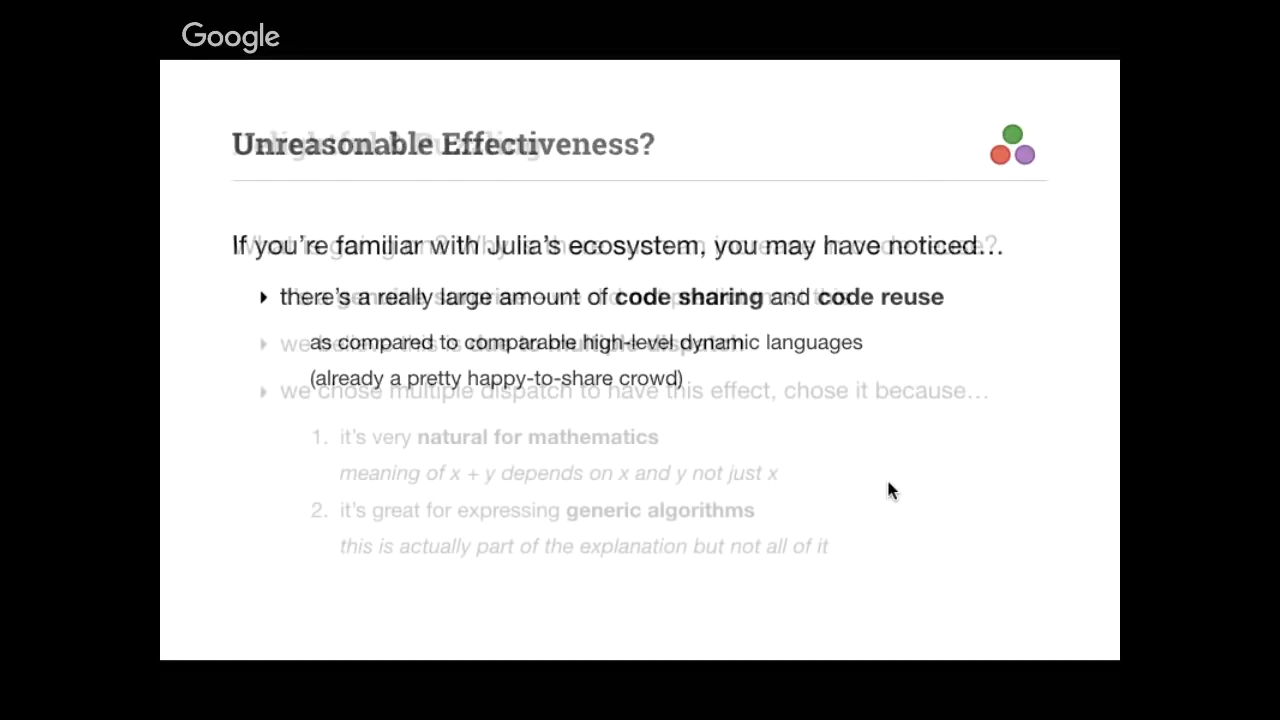 Google
Unreasonable Effectiveness?
If you’re familiar with Julia’s ecosystem, you may have noticed…
there’s a really large amount of code sharing and code reuse
as compared to comparable high-level dynamic languages
(already a pretty happy-to-share crowd)
we chose multiple dispatch to have this effect, chose it because…
1. it’s very natural for mathematics
meaning of x + y depends on x and y not just x
2. it’s great for expressing generic algorithms
this is actually part of the explanation but not all of it